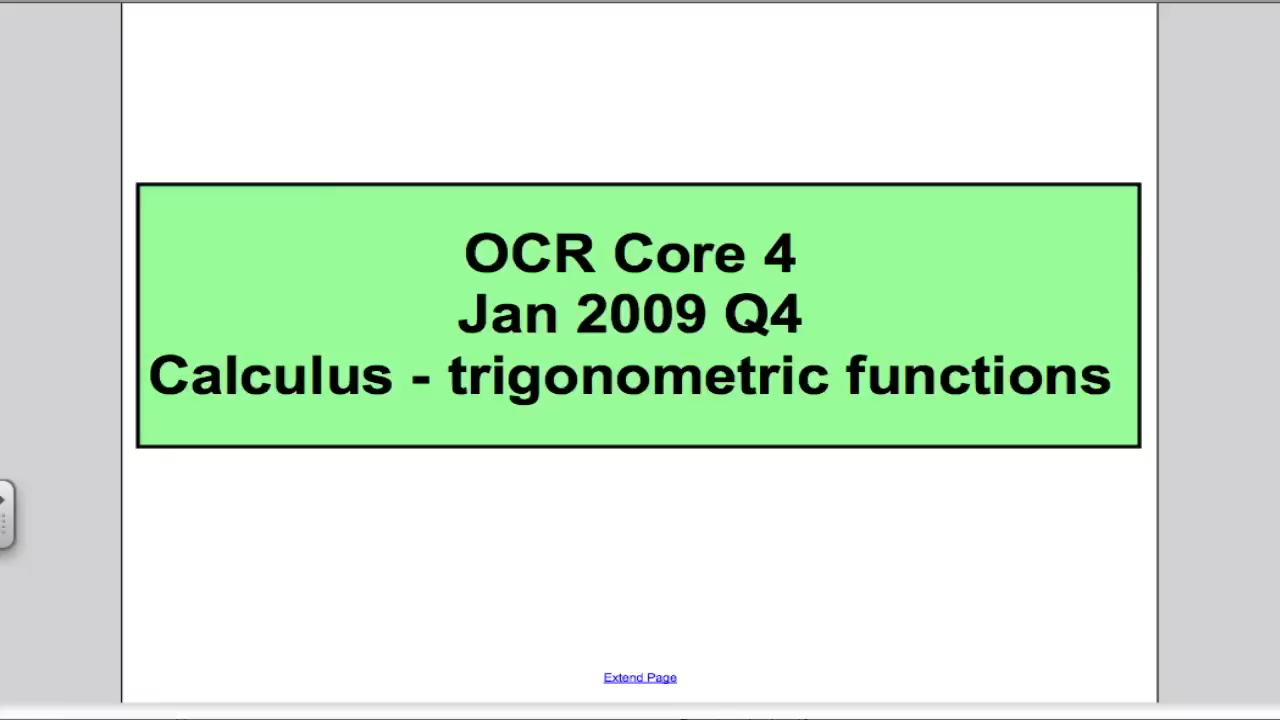 OCR Core 4
Jan 2009 Q4
Calculus - trigonometric functions
Extend Page